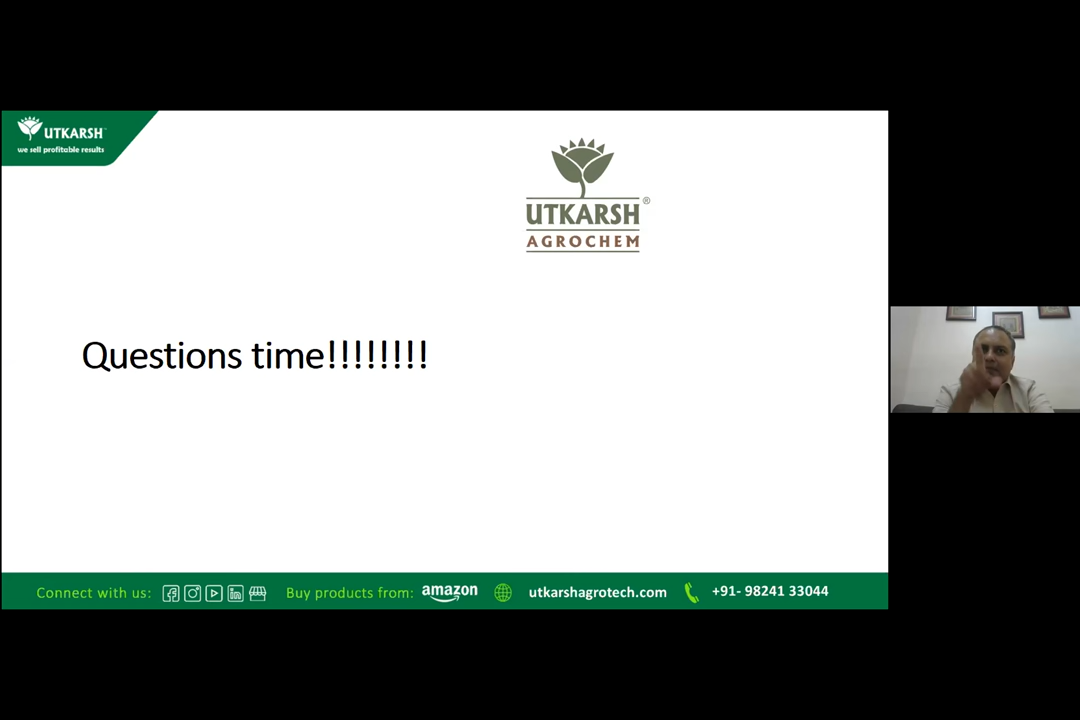 UTKARSH™
we sell profitable results
UTKARSH®
AGROCHEM
Questions time!!!!!!!!
Connect with us: Buy products from: amazon utkarshagrotech.com +91- 98241 33044